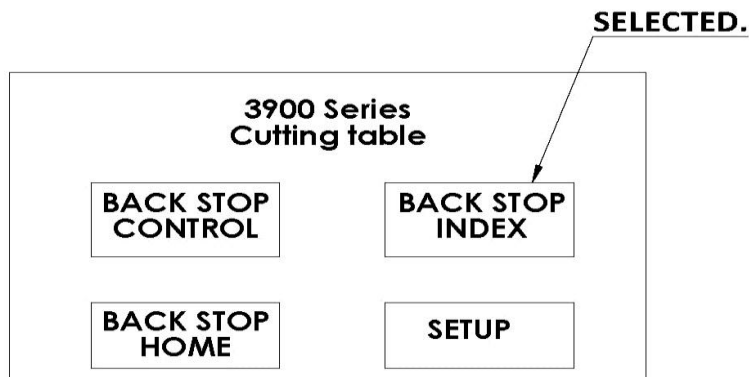 SELECTED.
3900 Series
Cutting table
BACK STOP
CONTROL
BACK STOP
INDEX
BACK STOP
HOME
SETUP